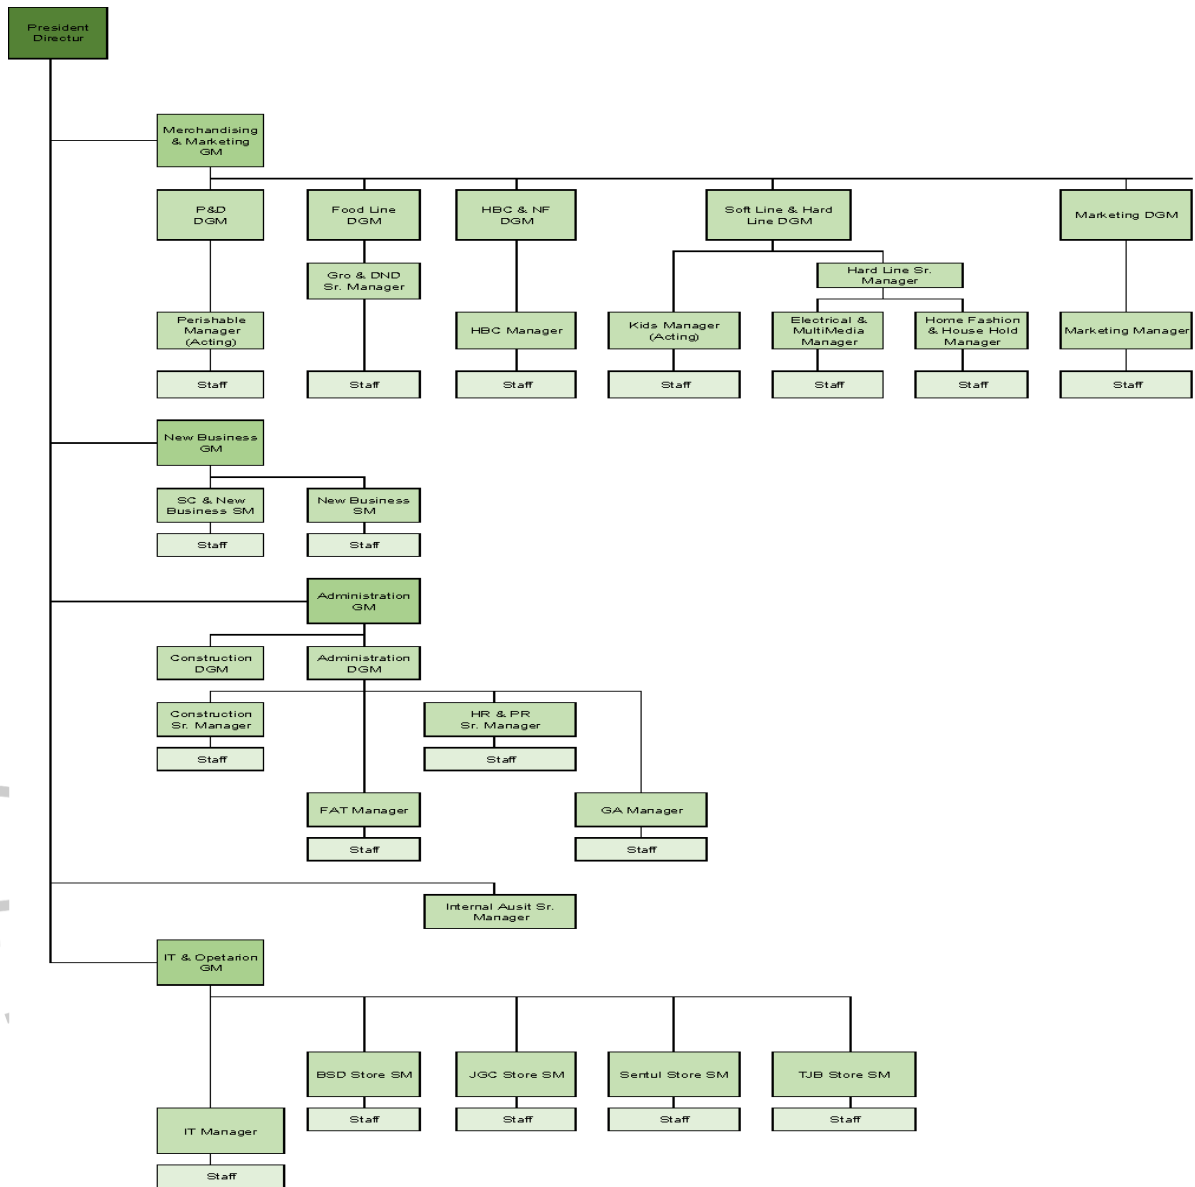 President
Directur
Merchandising
& Marketing
GM
P&D
DGM
Food Line
DGM
HBC & NF
DGM
Soft Line & Hard
Line DGM
Marketing DGM
Gro & DND
Sr. Manager
Hard Line Sr.
Manager
Perishable
Manager
(Acting)
HBC Manager
Kids Manager
(Acting)
Electrical &
MultiMedia
Manager
Home Fashion
& House Hold
Manager
Marketing Manager
Staff
Staff
Staff
Staff
Staff
Staff
Staff
New Business
GM
SC & New
Business SM
New Business
SM
Staff
Staff
Administration
GM
Construction
DGM
Administration
DGM
Construction
Sr. Manager
HR & PR
Sr. Manager
Staff
Staff
FAT Manager
GA Manager
Staff
Staff
Internal Ausit Sr.
Manager
IT & Opetarion
GM
BSD Store SM
JGC Store SM
Sentul Store SM
TJB Store SM
Staff
Staff
Staff
Staff
IT Manager
Staff